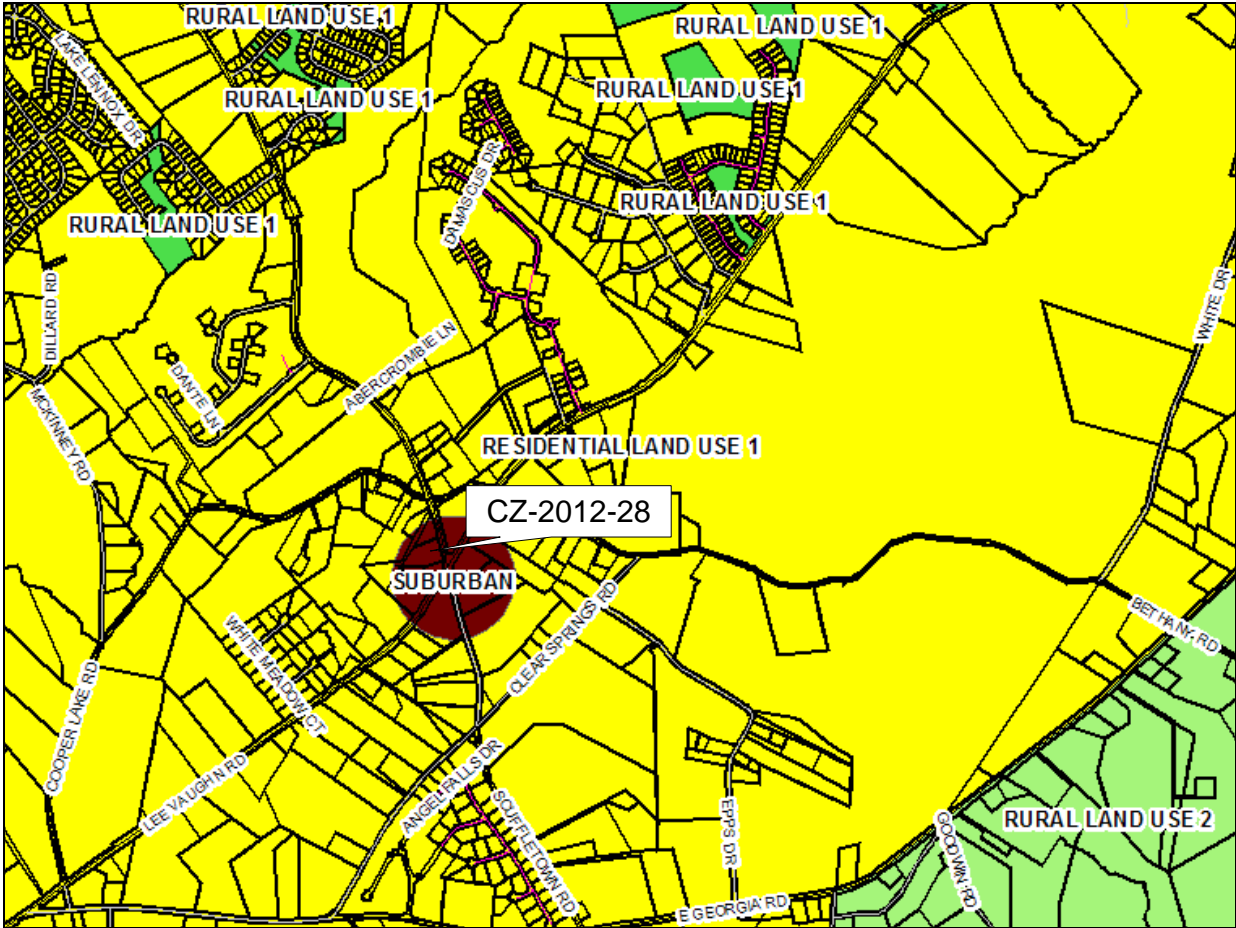 RURAL LAND USE 1
RURAL LAND USE 1
LAKE LENNOX DR
RURAL LAND USE 1
RURAL LAND USE 1
DAMASCUS DR
RURAL LAND USE 1
RURAL LAND USE 1
DILLARD RD
WHITE DR
ABERCROMBIE LN
DANTE LN
MCKINNEY RD
RESIDENTIAL LAND USE 1
CZ-2012-28
SUBURBAN
CLEAR SPRINGS RD
BETHANY RD
WHITE MEADOW CT
COOPER LAKE RD
LEE VAUGHN RD
ANGEL FALLS DR
SCUFFLETOWN RD
EPPS DR
RURAL LAND USE 2
GOODWIN RD
E GEORGIA RD